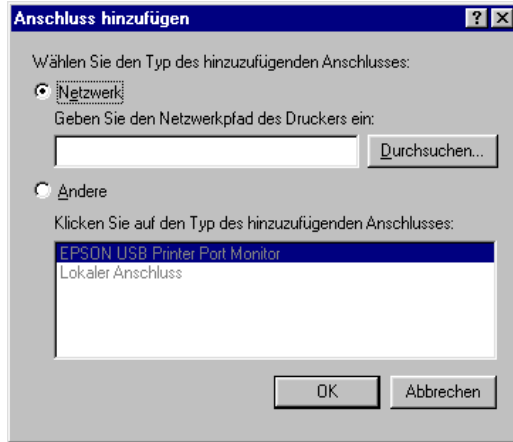 Anschluss hinzufügen
Wählen Sie den Typ des hinzuzufügenden Anschlusses:
Netzwerk
Geben Sie den Netzwerkpfad des Druckers ein:
Durchsuchen...
Andere
Klicken Sie auf den Typ des hinzuzufügenden Anschlusses:
EPSON USB Printer Port Monitor
Lokaler Anschluss
OK Abbrechen